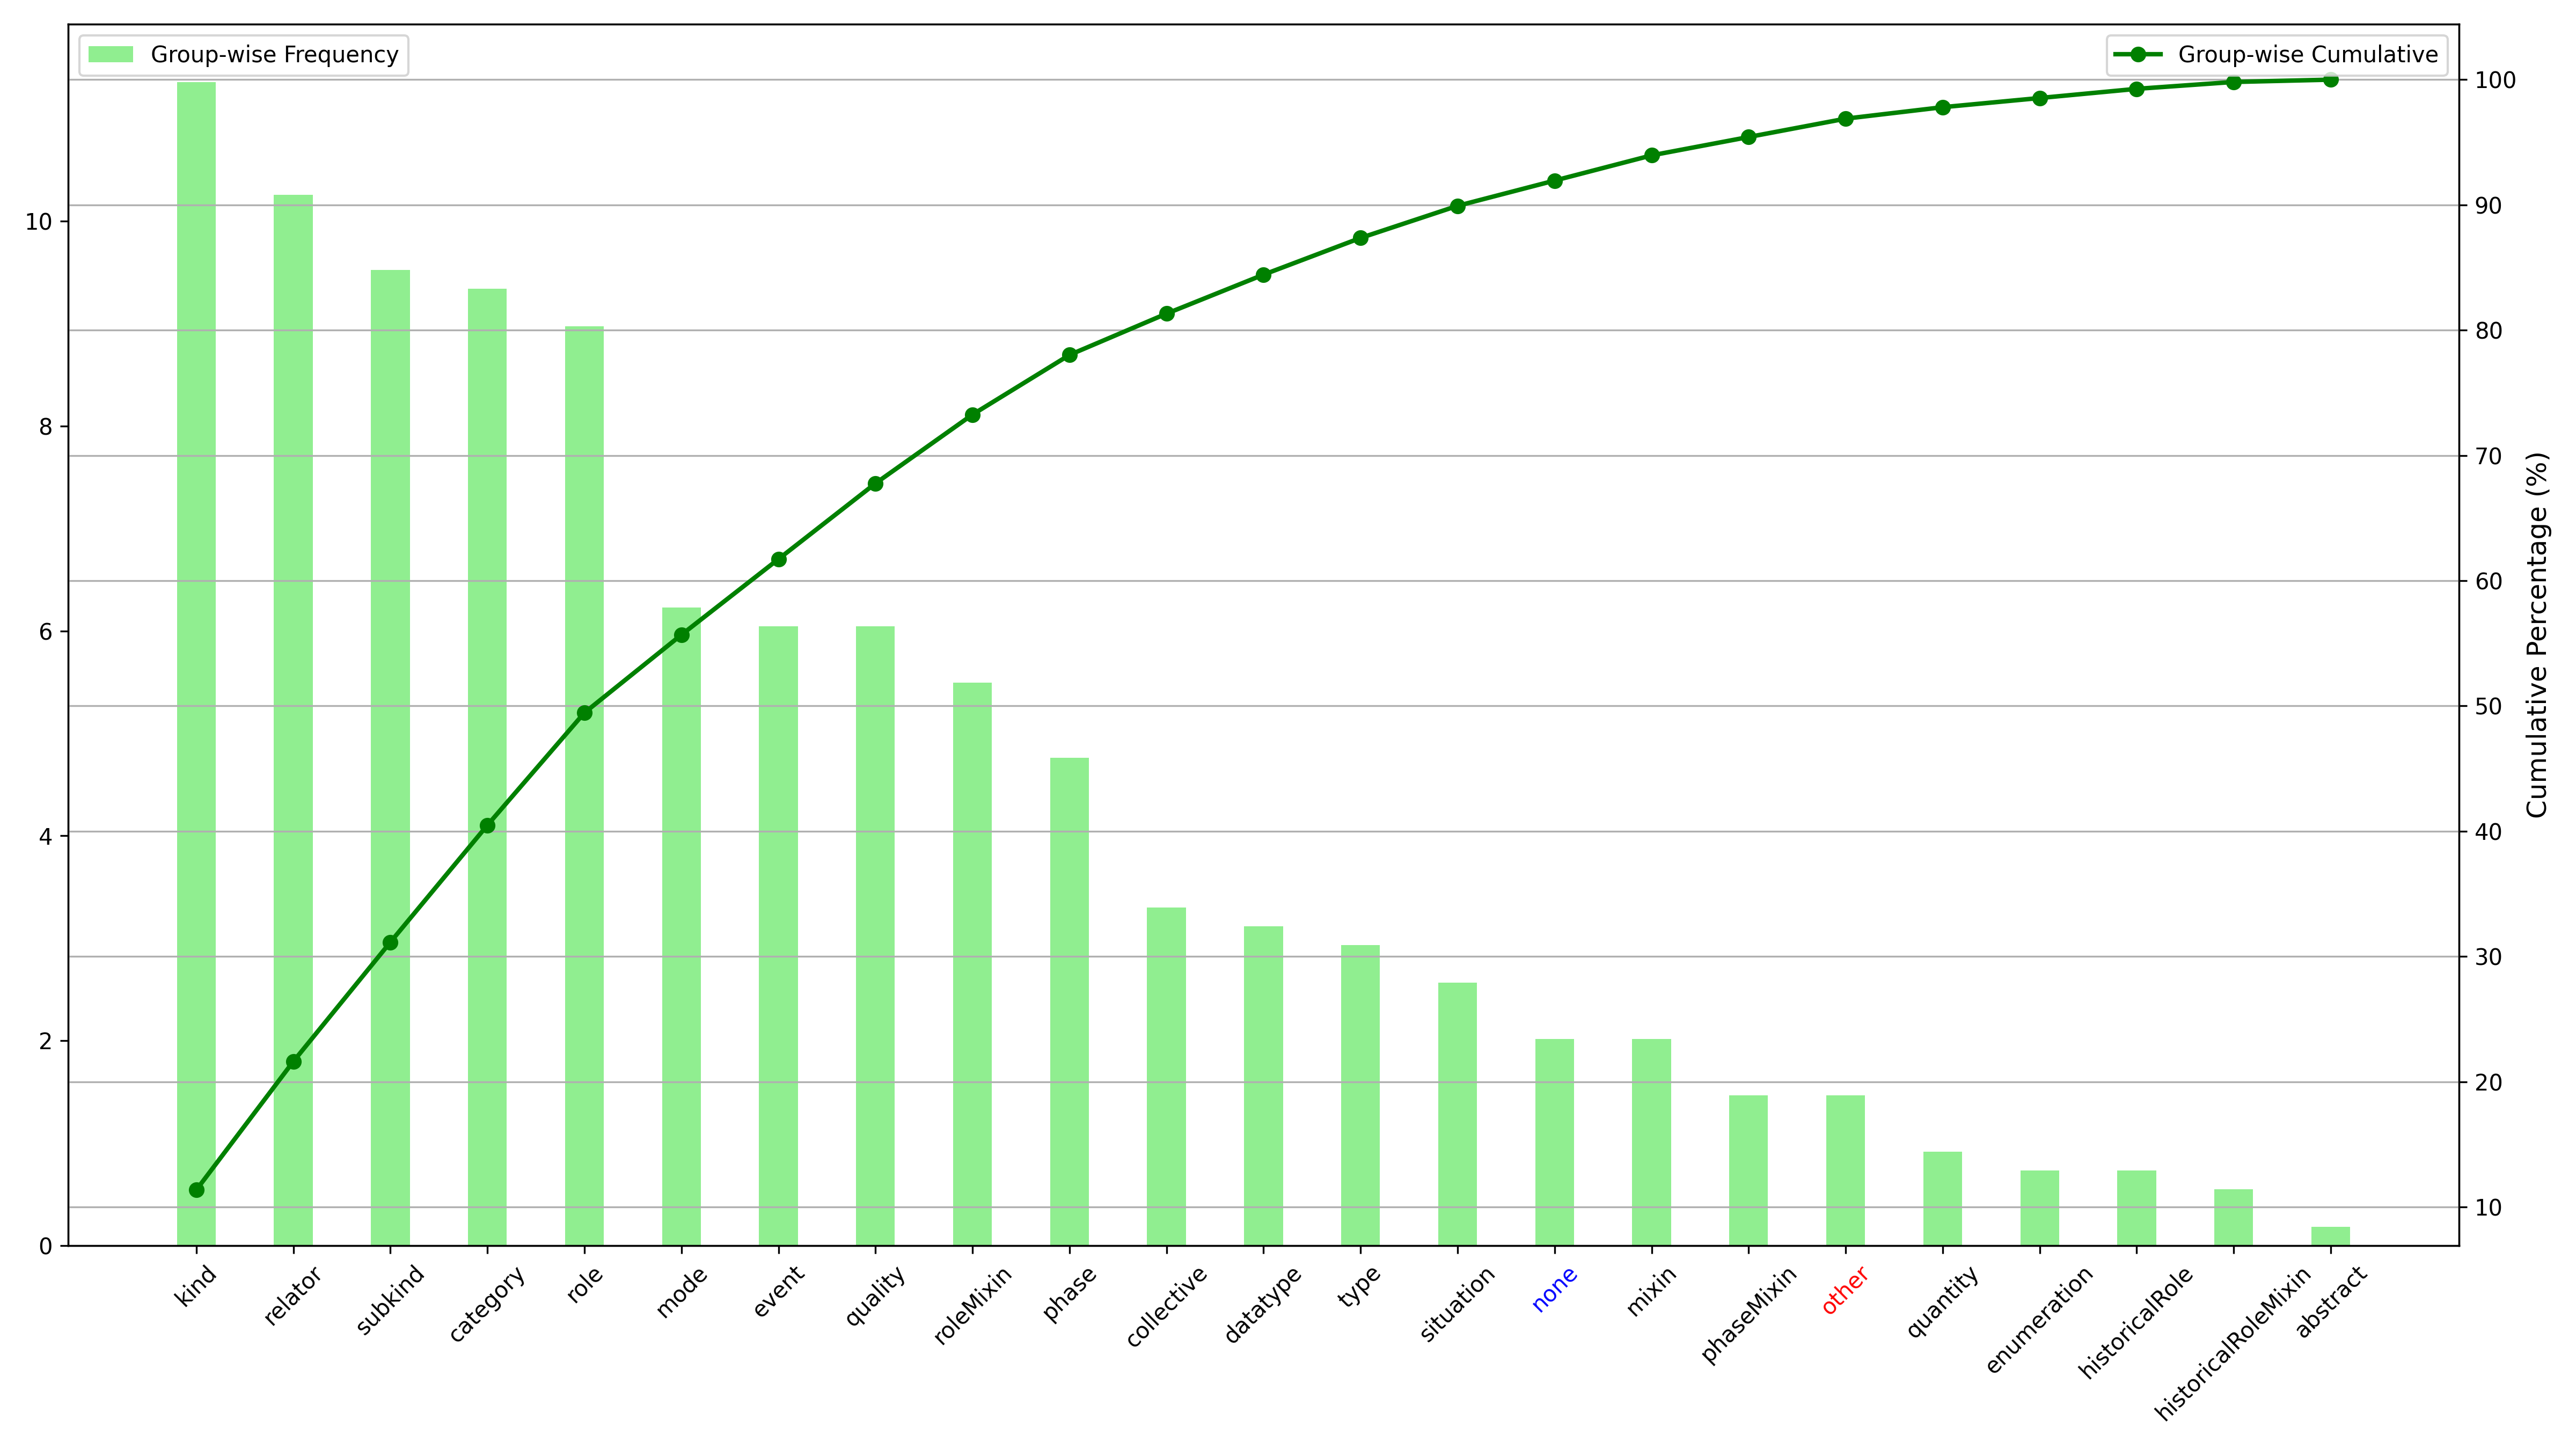 Group-wise Frequency
Group-wise Cumulative
10
8
6
4
2
0
100
90
80
70
60
50
40
30
20
10
Cumulative Percentage (%)
kind
relator
subkind
category
role
mode
event
quality
roleMixin
phase
collective
datatype
type
situation
none
mixin
phaseMixin
other
quantity
enumeration
historicalRole
historicalRoleMixin
abstract